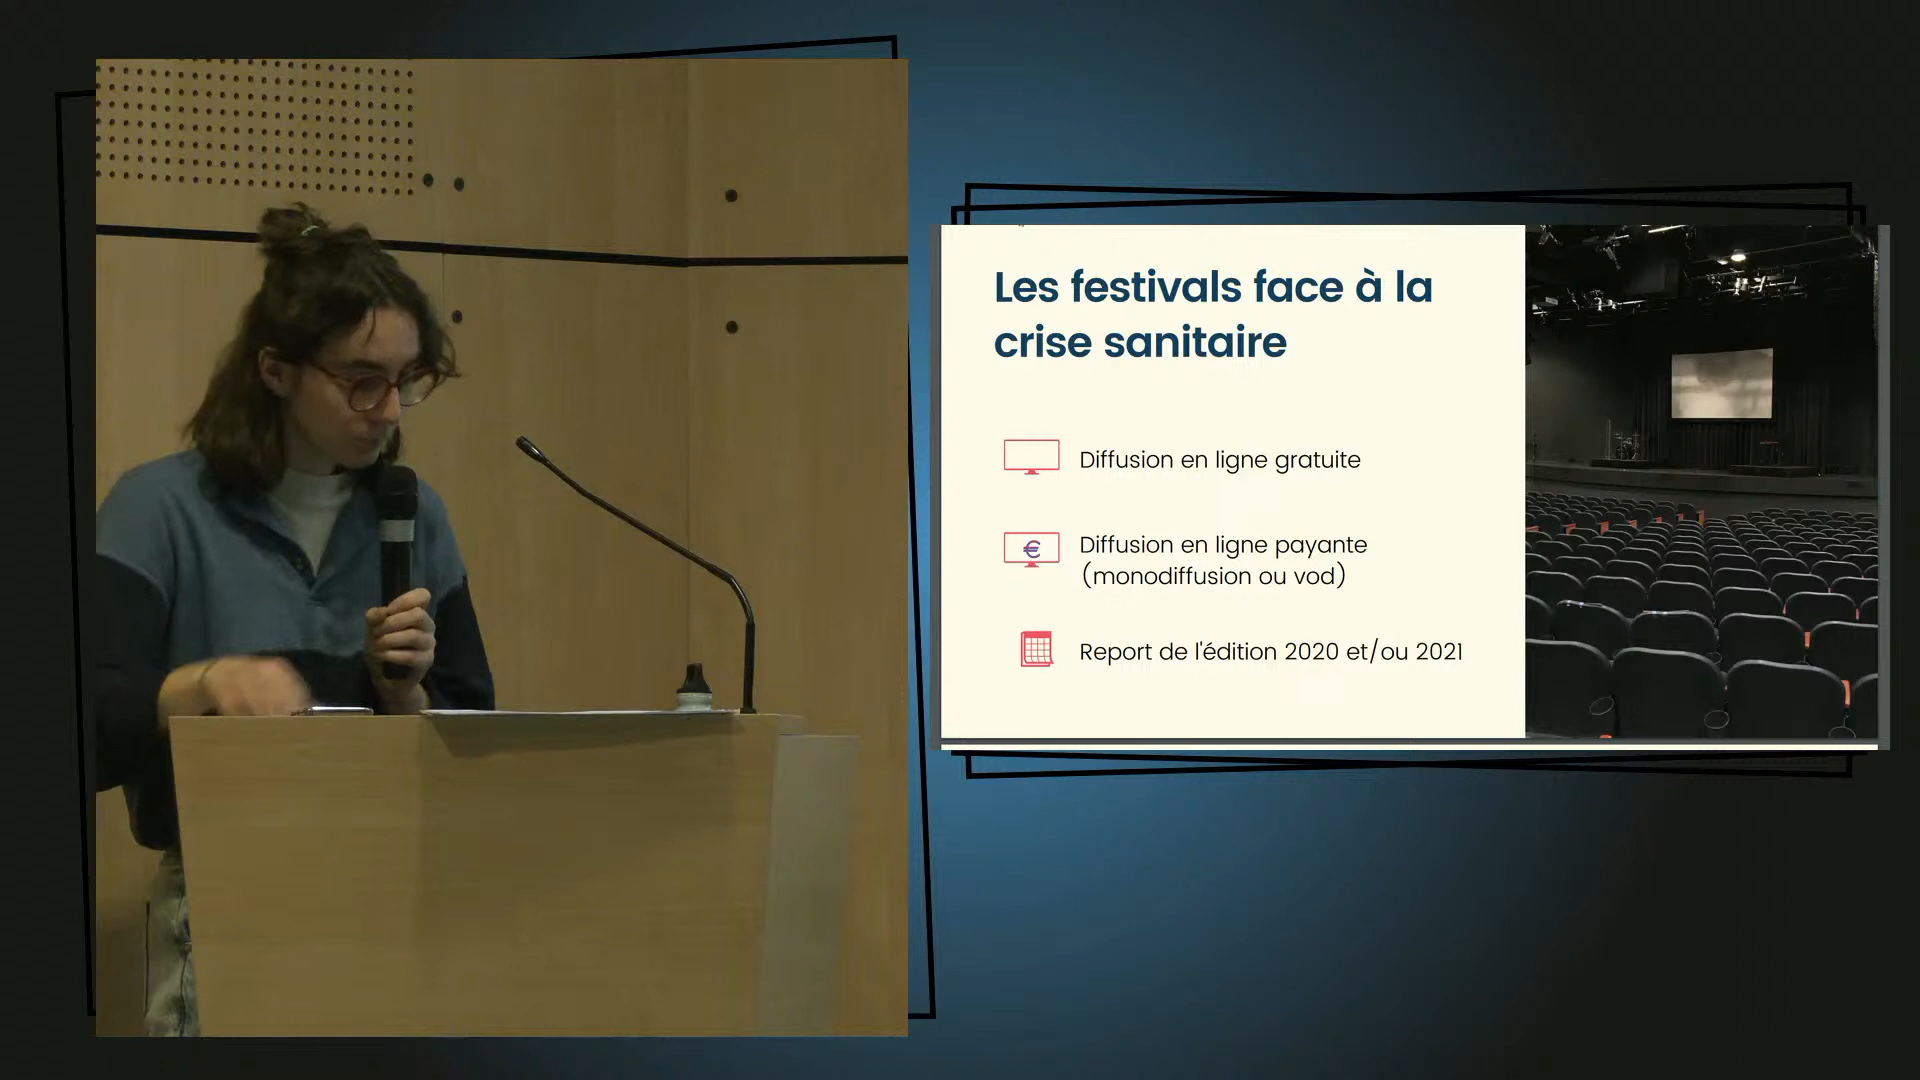 Les festivals face à la
crise sanitaire
Diffusion en ligne gratuite
€
Diffusion en ligne payante
(monodiffusion ou vod)
Report de l'édition 2020 et/ou 2021